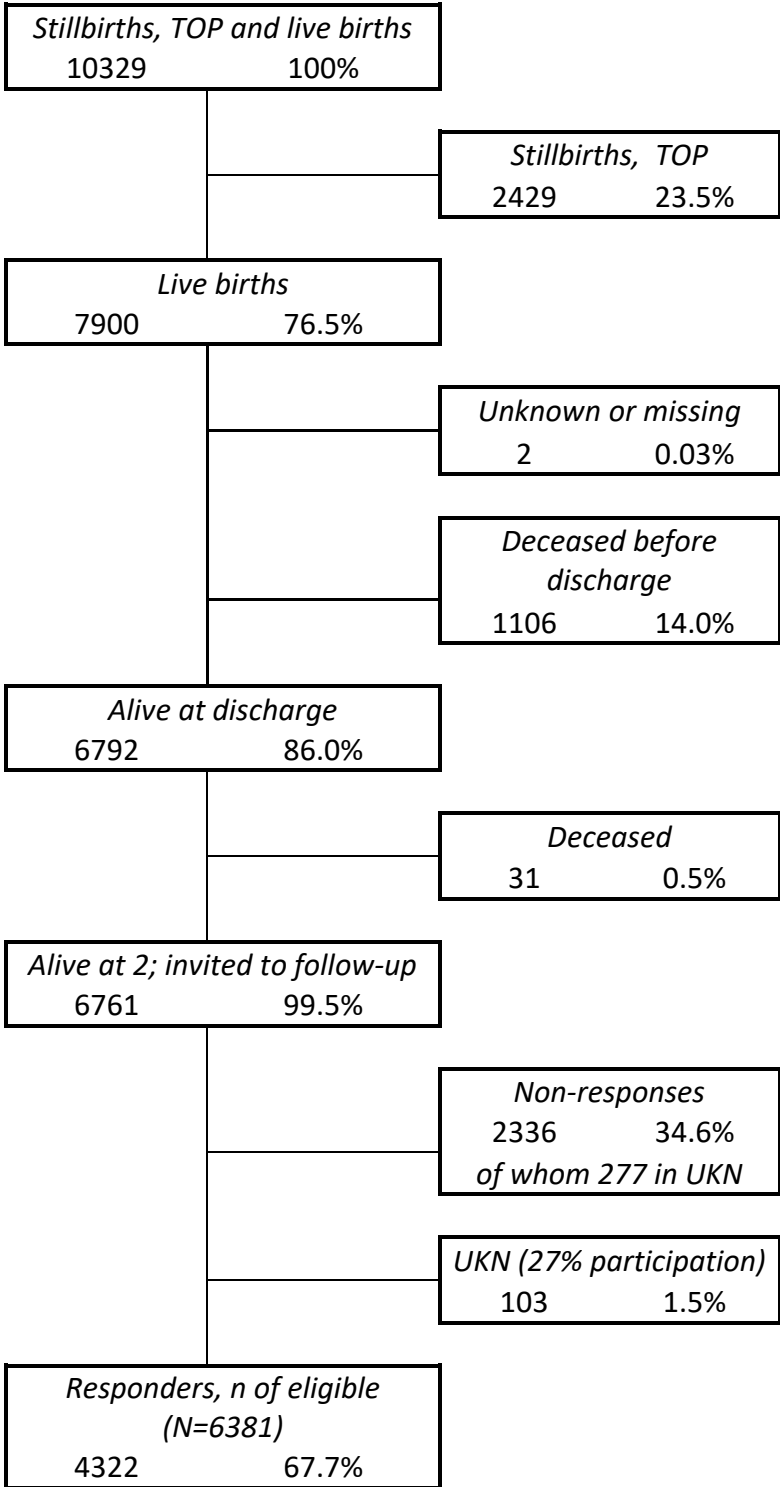 Stillbirths, TOP and live births
10329 100%
Stillbirths, TOP
2429 23.5%
Live births
7900 76.5%
Unknown or missing
2 0.03%
Deceased before
discharge
1106 14.0%
Alive at discharge
6792 86.0%
Deceased
31 0.5%
Alive at 2; invited to follow-up
6761 99.5%
Non-responses
2336 34.6%
of whom 277 in UKN
UKN (27% participation)
103 1.5%
Responders, n of eligible
(N=6381)
4322 67.7%